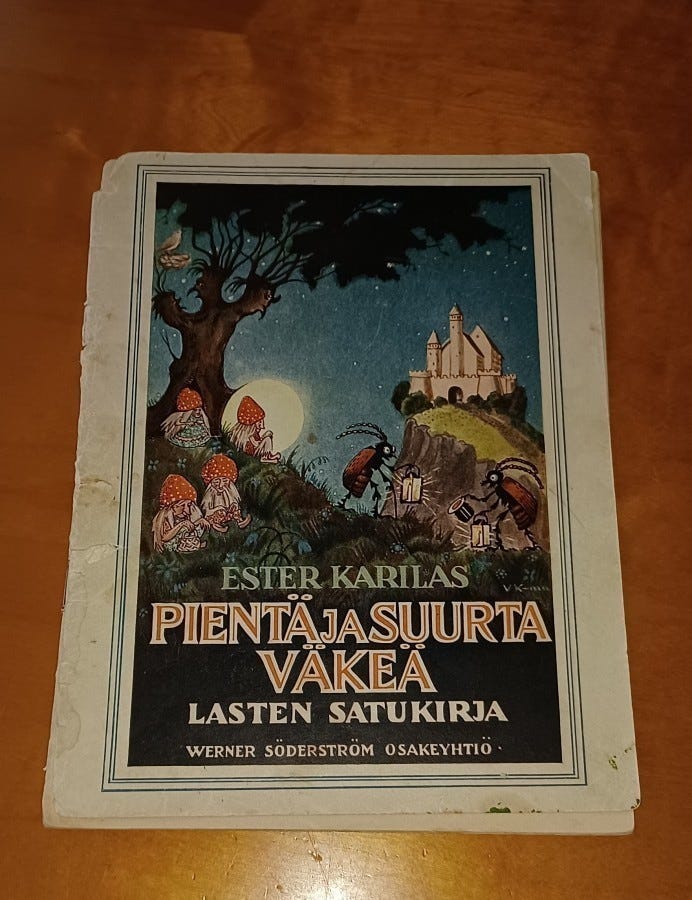 ESTER KARILAS
PIENTÄ JA SUURTA
VÄKEÄ
LASTEN SATUKIRJA
WERNER SÖDERSTRÖM OSAKEYHTIÖ ·